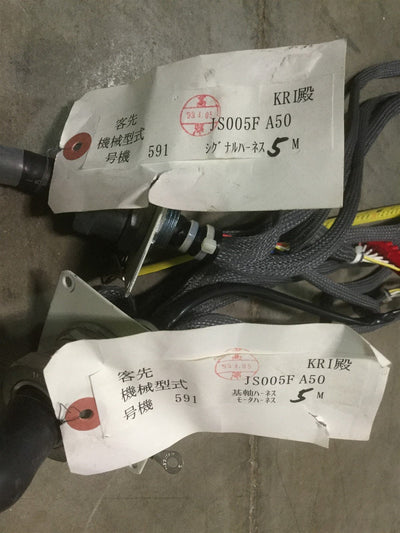 客先 KRI殿
機械型式 JS005F A50
号機 591 シグナルハーネス 5 M
客先 KRI殿
機械型式 JS005F A50
号機 591 基軸ハーネス
モータハーネス 5 M